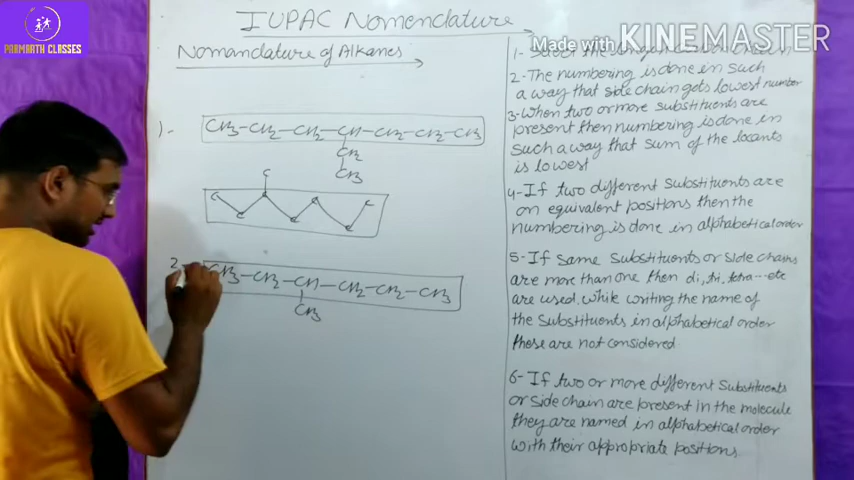 PARMARTH CLASSES
IUPAC Nomenclature
Made with KINEMASTER
Nomanclature of Alkanes
1)-
CH3-CH2-CH2-CH-CH2-CH2-CH3
CH2
CH3
C
C C C
C C C
2
CH3-CH2-CH-CH2-CH2-CH3
CH3
1- Select the longest
2- The numbering is done in such
a way that side chain gets lowest number
3- When two or more substituents are
present then numbering is done in
such a way that sum of the locants
is lowest
4- If two different substituents are
on equivalent positions then the
numbering is done in alphabetical order
5- If same substituents or side chains
are more than one then di, tri, tetra---etc
are used, while writing the name of
the substituents in alphabetical order
these are not considered.
6- If two or more different substituents
or side chain are present in the molecule
they are named in alphabetical order
with their appropriate positions.